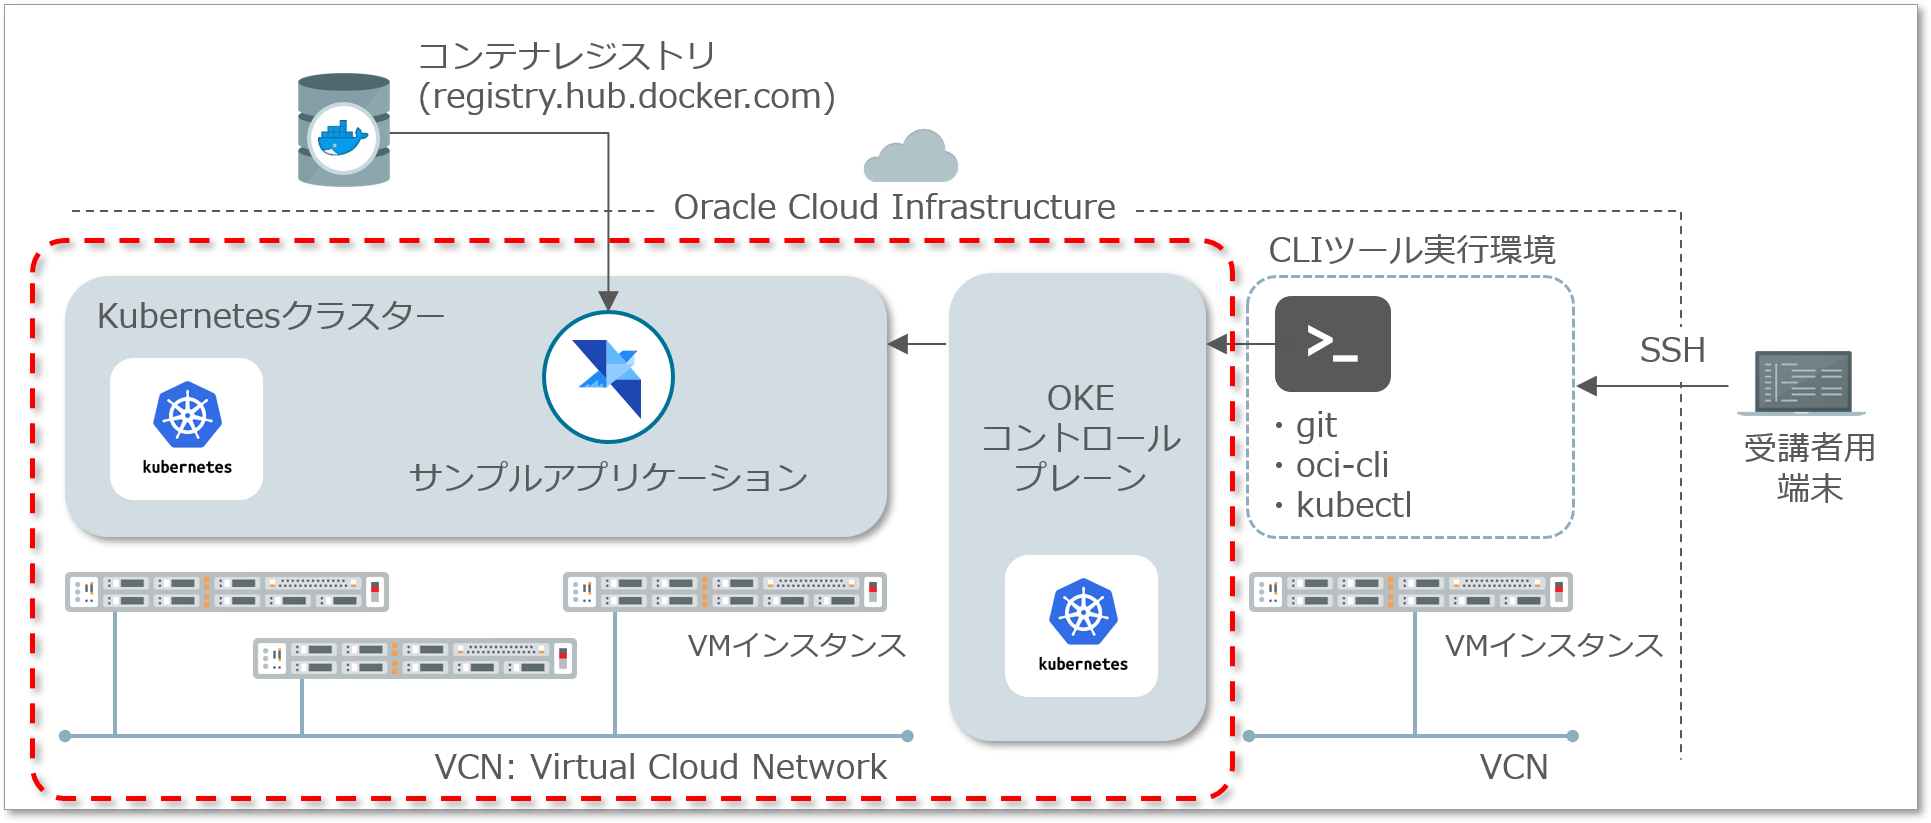 コンテナレジストリ
(registry.hub.docker.com)
Oracle Cloud Infrastructure
Kubernetesクラスター
kubernetes
サンプルアプリケーション
OKE
コントロール
プレーン
kubernetes
CLIツール実行環境
>_
・git
・oci-cli
・kubectl
SSH
受講者用
端末
VMインスタンス
VMインスタンス
VCN: Virtual Cloud Network
VCN